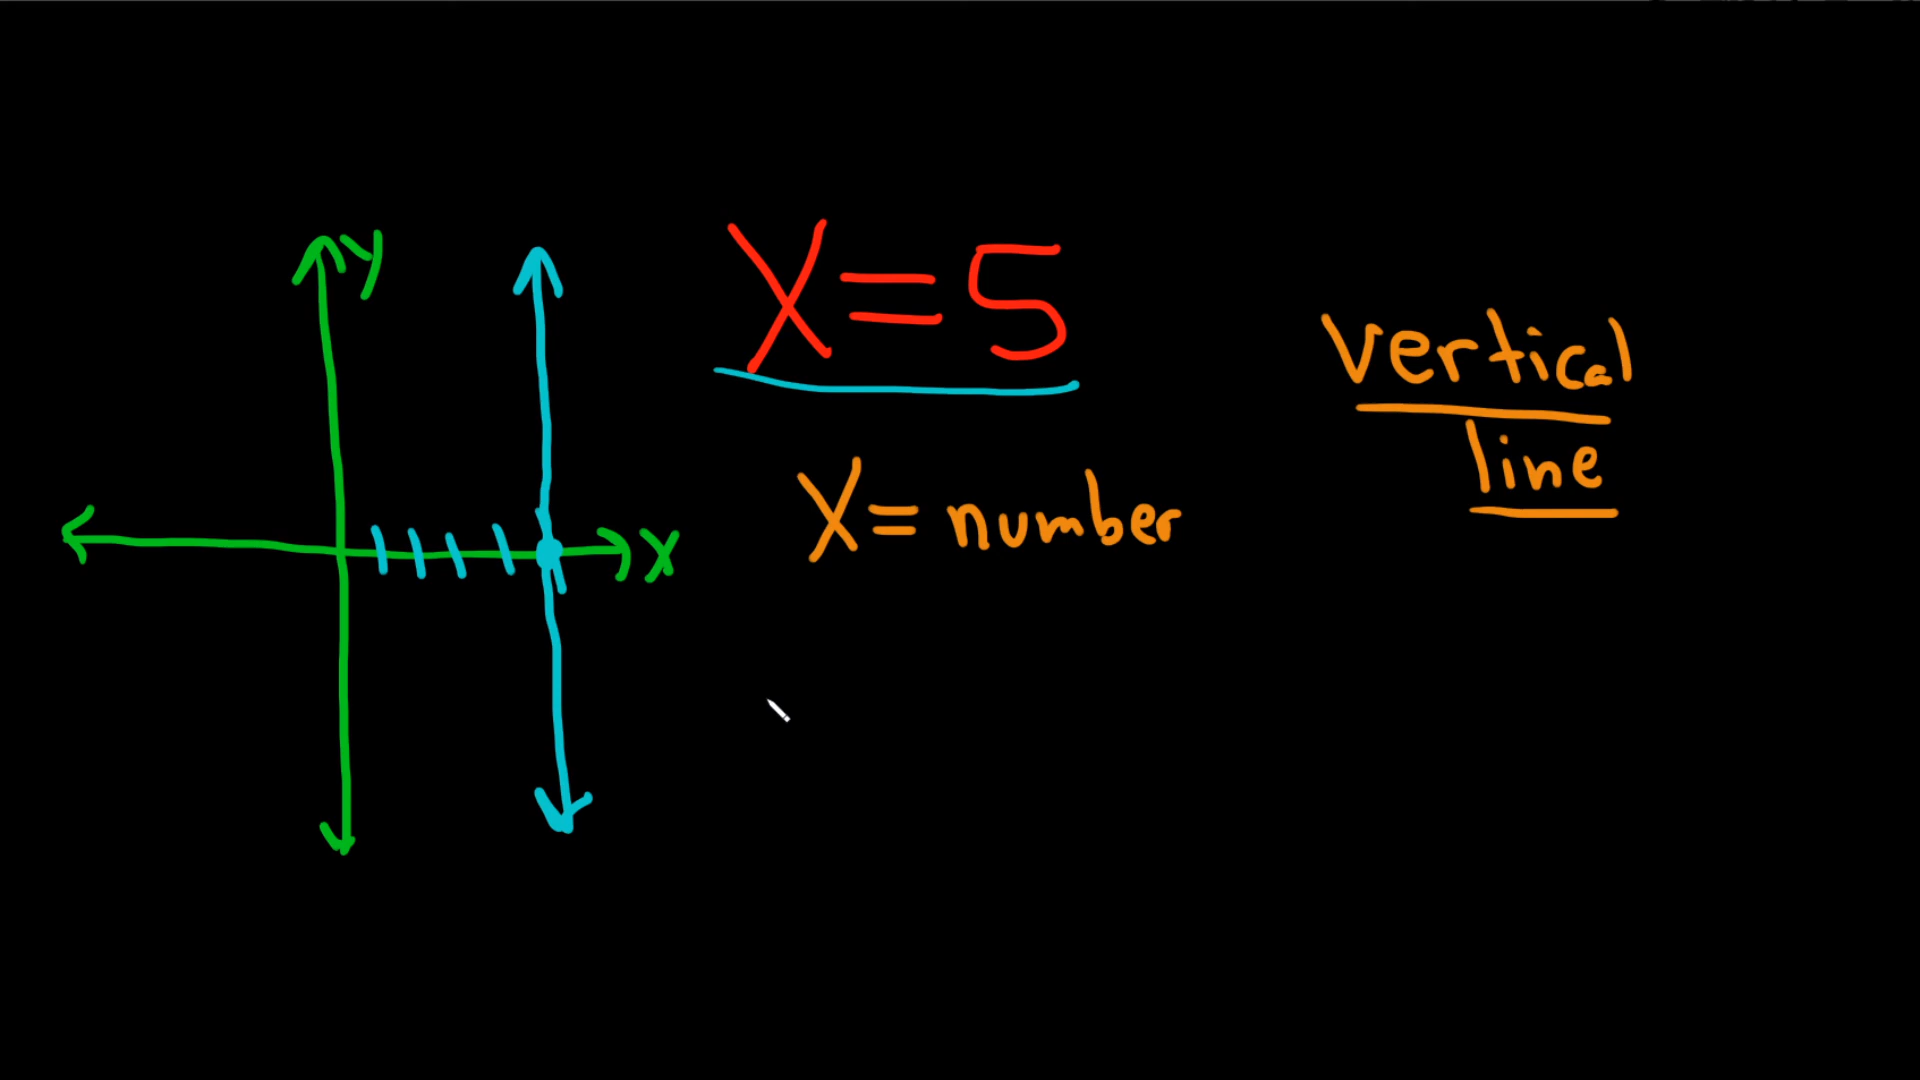 y
x
X=5
X=number
vertical
line